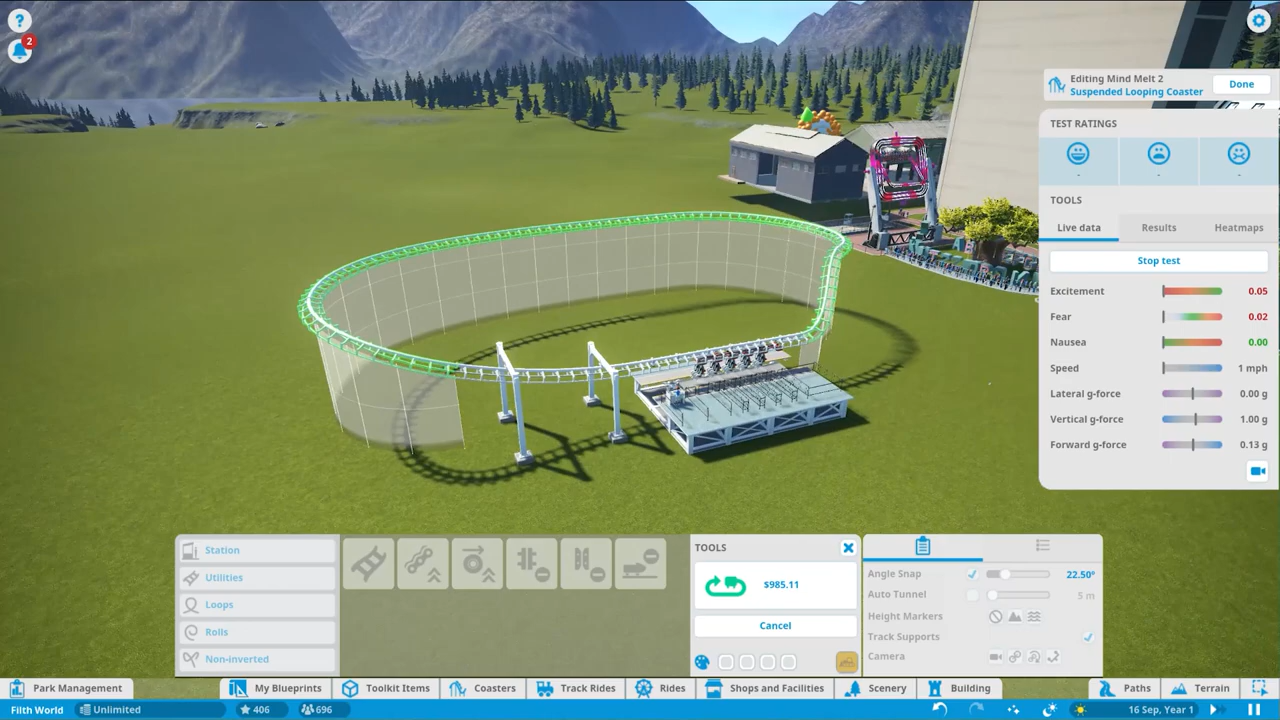 ?
2
Editing Mind Melt 2
Suspended Looping Coaster
Done
TEST RATINGS
- - -
TOOLS
Live data Results Heatmaps
Stop test
Excitement 0.05
Fear 0.02
Nausea 0.00
Speed 1 mph
Lateral g-force 0.00 g
Vertical g-force 1.00 g
Forward g-force 0.13 g
Station
Utilities
Loops
Rolls
Non-inverted
TOOLS
$985.11
Cancel
Angle Snap 22.50°
Auto Tunnel 5 m
Height Markers
Track Supports
Camera
Park Management My Blueprints Toolkit Items Coasters Track Rides Rides Shops and Facilities Scenery Building Paths Terrain
Filth World Unlimited 406 696 16 Sep, Year 1